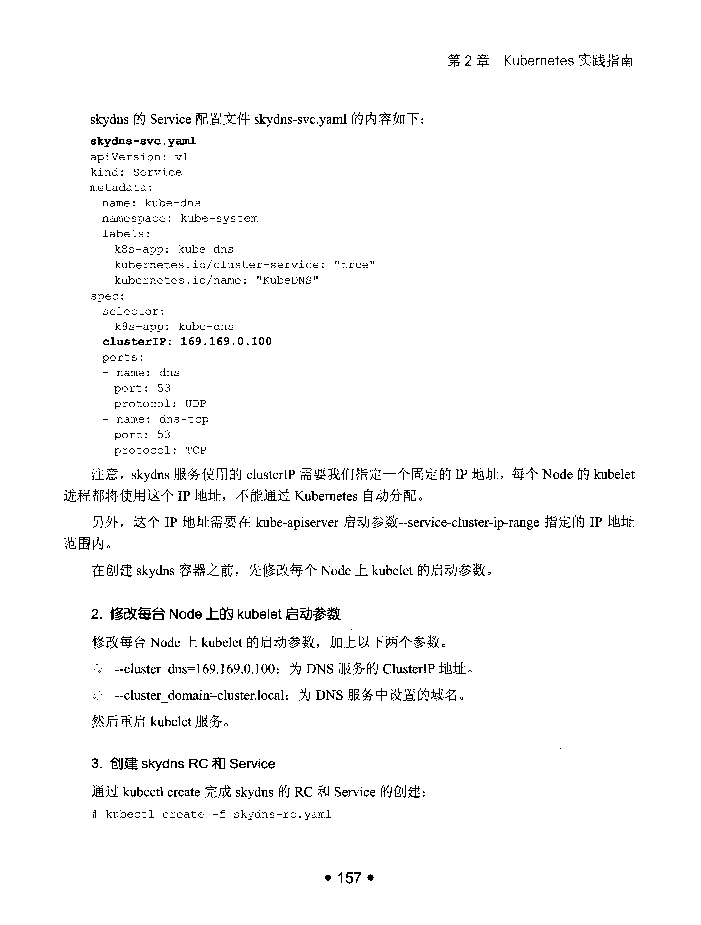 第 2 章　Kubernetes 实践指南
skydns 的 Service 配置文件 skydns-svc.yaml 的内容如下：
skydns-svc.yaml
apiVersion: v1
kind: Service
metadata:
  name: kube-dns
  namespace: kube-system
  labels:
    k8s-app: kube-dns
    kubernetes.io/cluster-service: "true"
    kubernetes.io/name: "KubeDNS"
spec:
  selector:
    k8s-app: kube-dns
  clusterIP: 169.169.0.100
  ports:
  - name: dns
    port: 53
    protocol: UDP
  - name: dns-tcp
    port: 53
    protocol: TCP
注意，skydns 服务使用的 clusterIP 需要我们指定一个固定的 IP 地址，每个 Node 的 kubelet
进程都将使用这个 IP 地址，不能通过 Kubernetes 自动分配。
另外，这个 IP 地址需要在 kube-apiserver 启动参数--service-cluster-ip-range 指定的 IP 地址
范围内。
在创建 skydns 容器之前，先修改每个 Node 上 kubelet 的启动参数。
2. 修改每台 Node 上的 kubelet 启动参数
修改每台 Node 上 kubelet 的启动参数，加上以下两个参数。
--cluster_dns=169.169.0.100：为 DNS 服务的 ClusterIP 地址。
--cluster_domain=cluster.local：为 DNS 服务中设置的域名。
然后重启 kubelet 服务。
3. 创建 skydns RC 和 Service
通过 kubectl create 完成 skydns 的 RC 和 Service 的创建：
# kubectl create -f skydns-rc.yaml
• 157 •